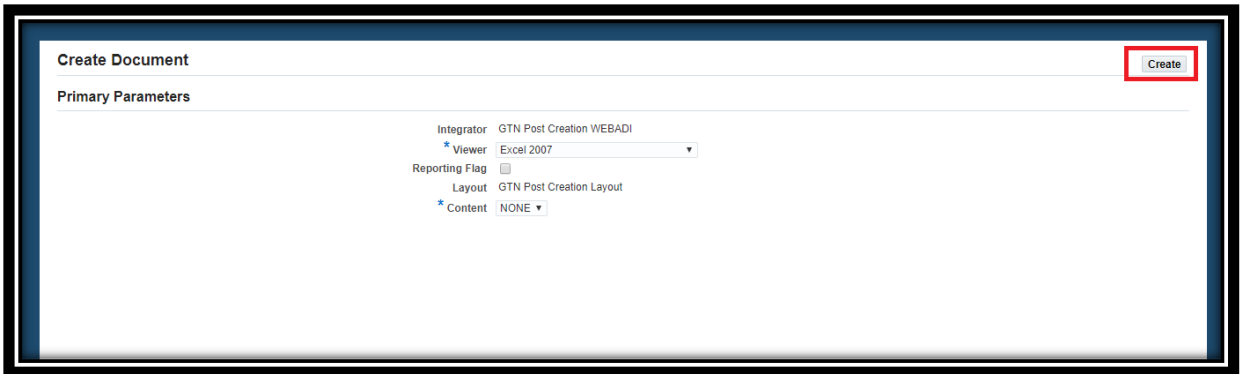 Create Document
Create
Primary Parameters
Integrator GTN Post Creation WEBADI
* Viewer Excel 2007
Reporting Flag
Layout GTN Post Creation Layout
* Content NONE